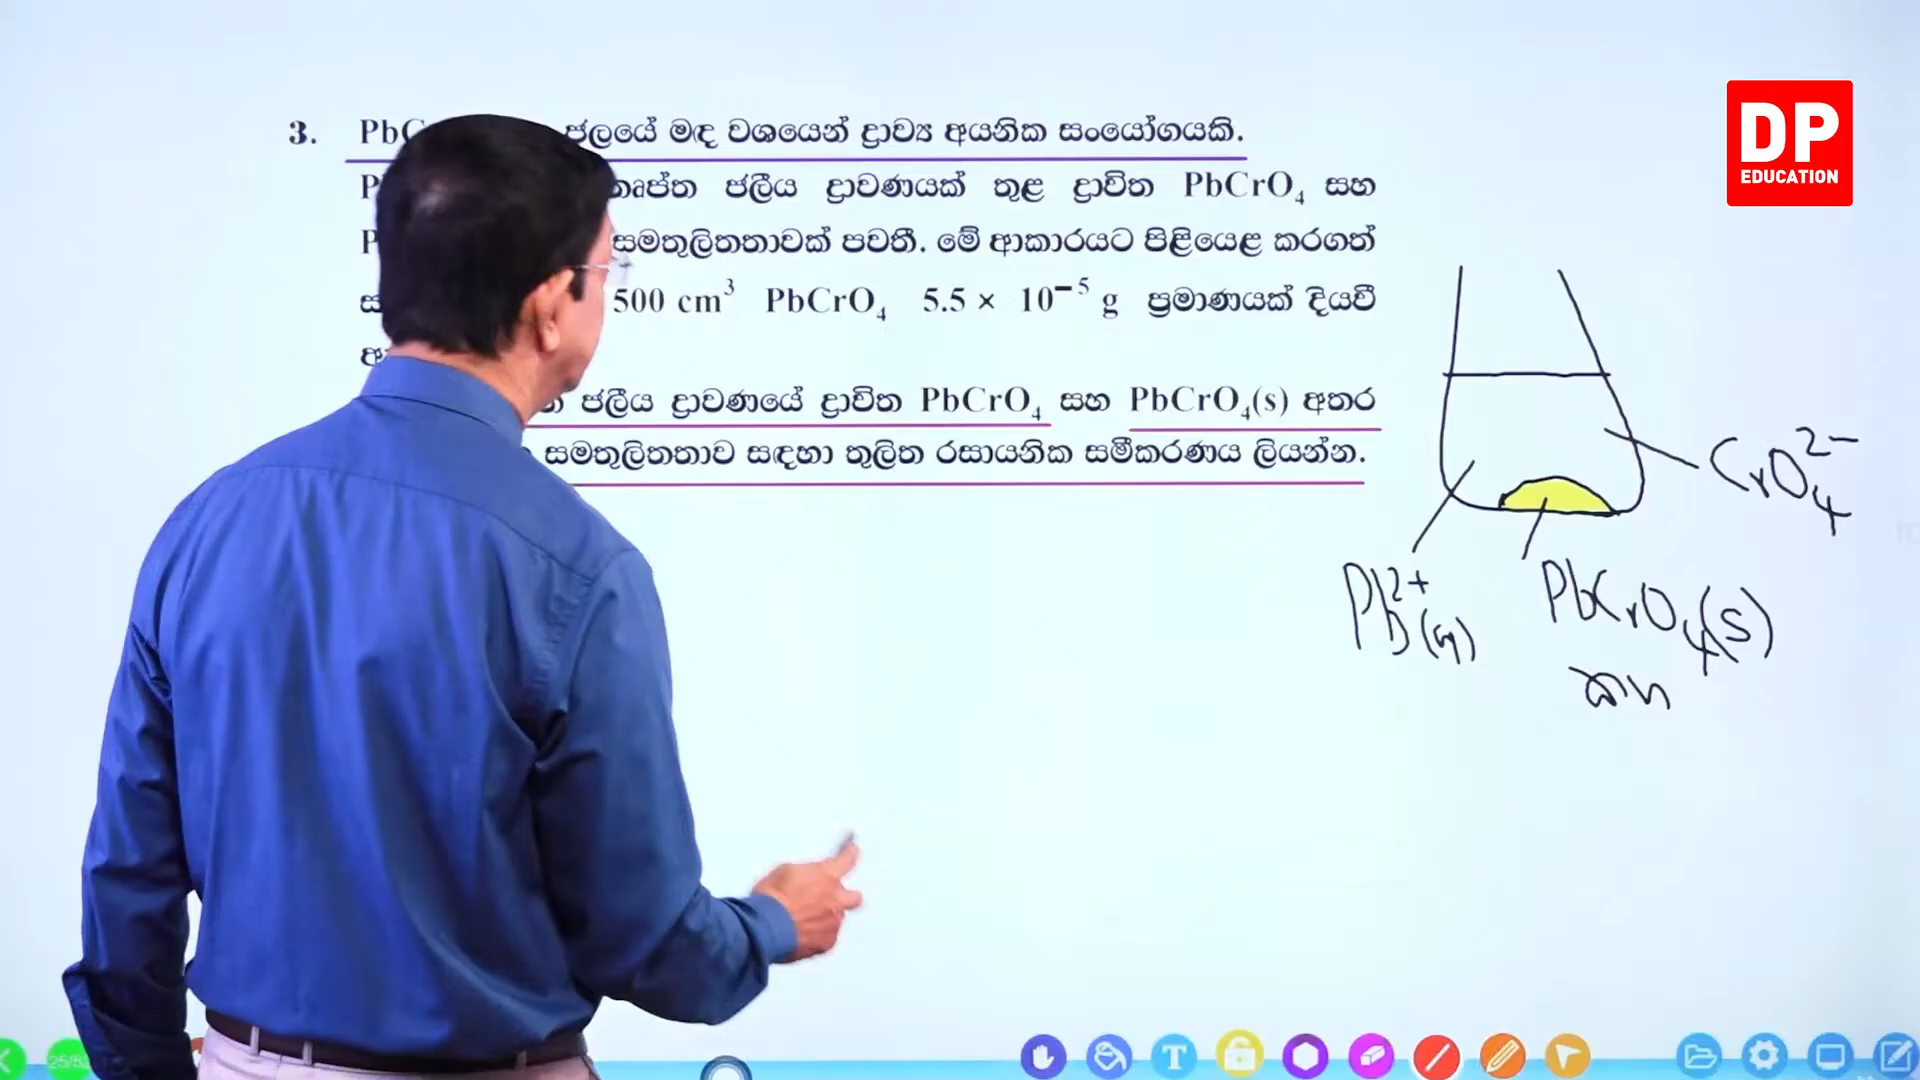 3. ජලයේ මඳ වශයෙන් ද්‍රාව්‍ය අයනික සංයෝගයකි.
ජලීය ද්‍රාවණයක් තුළ ද්‍රාවිත PbCrO₄ සහ
සමතුලිතතාවක් පවතී. මේ ආකාරයට පිළියෙළ කරගත්
500 cm³ PbCrO₄ 5.5 × 10⁻⁵ g ප්‍රමාණයක් දියවී
ජලීය ද්‍රාවණයේ ද්‍රාවිත PbCrO₄ සහ PbCrO₄(s) අතර
සමතුලිතතාව සඳහා තුලිත රසායනික සමීකරණය ලියන්න.
DP
EDUCATION
CrO₄²⁻
Pb²⁺(aq)
PbCrO₄(s)
කහ
T